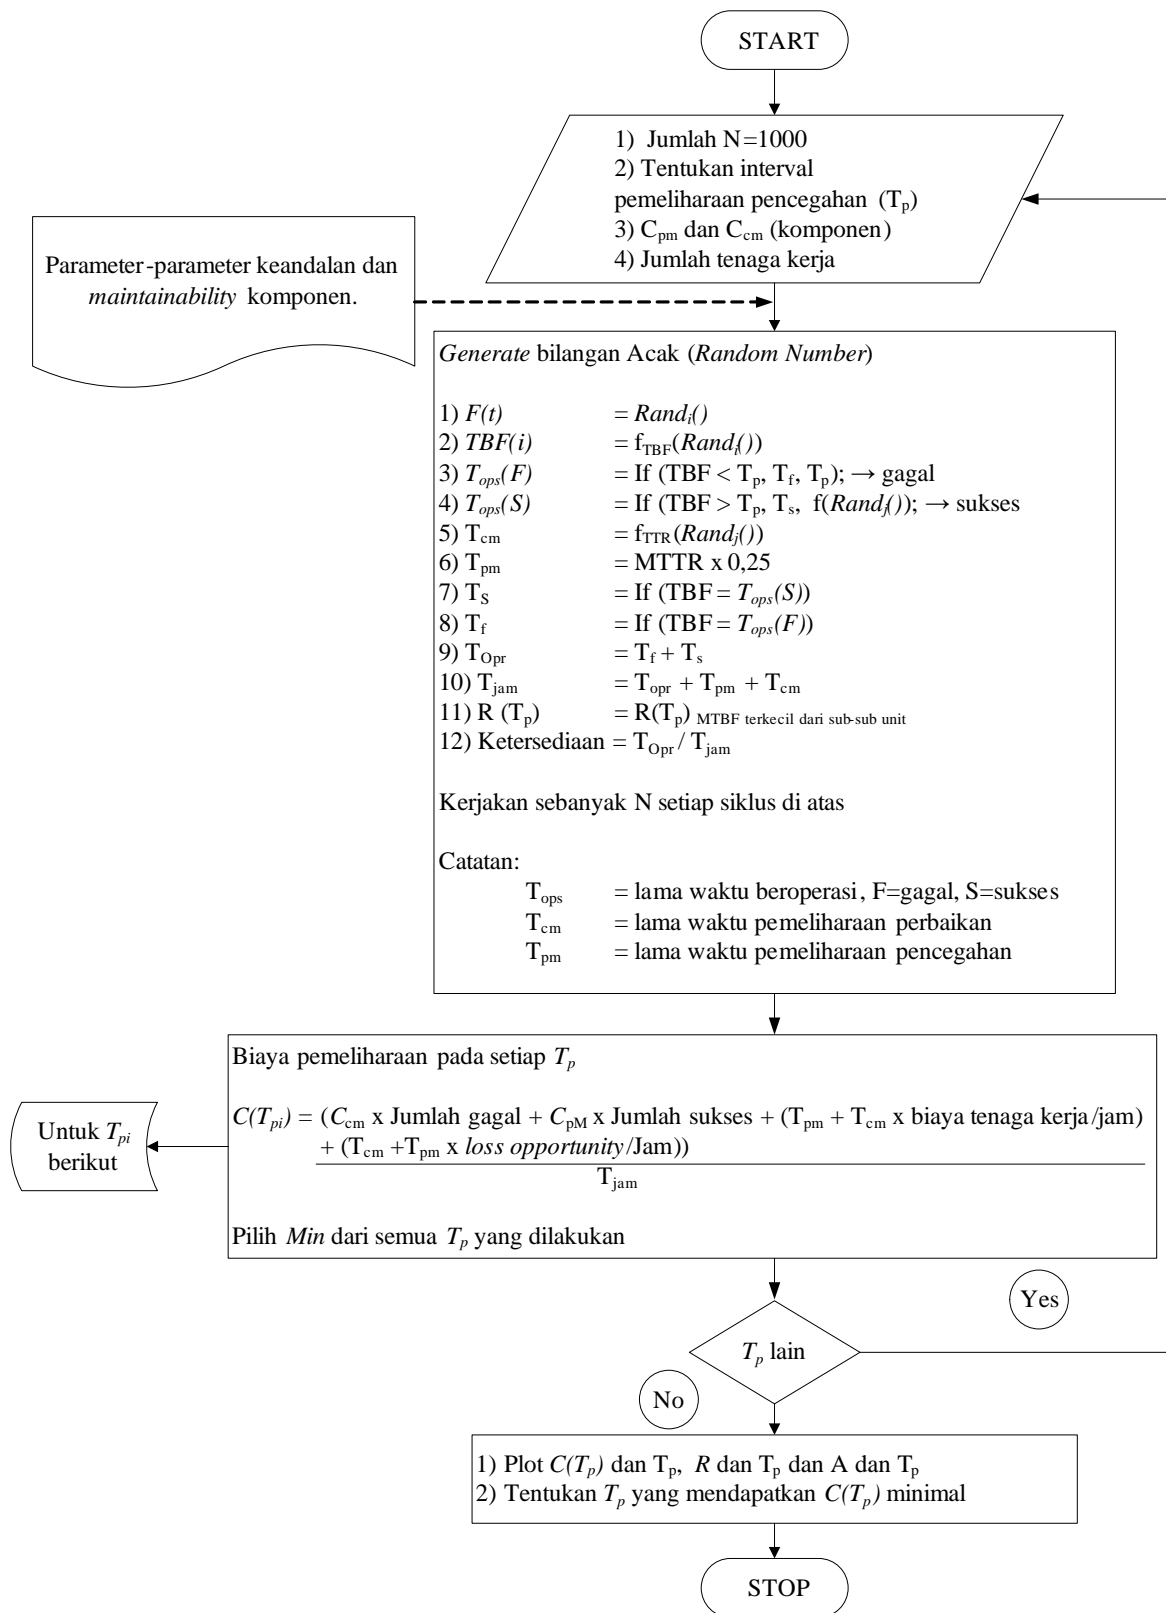 START
1) Jumlah N=1000
2) Tentukan interval
pemeliharaan pencegahan (Tp)
3) Cpm dan Ccm (komponen)
4) Jumlah tenaga kerja
Parameter-parameter keandalan dan
maintainability komponen.
Generate bilangan Acak (Random Number)
1) F(t) = Randi()
2) TBF(i) = fTBF(Randi())
3) Tops(F) = If (TBF < Tp, Tf, Tp); → gagal
4) Tops(S) = If (TBF > Tp, Ts, f(Randj()); → sukses
5) Tcm = fTTR(Randj())
6) Tpm = MTTR x 0,25
7) TS = If (TBF = Tops(S))
8) Tf = If (TBF = Tops(F))
9) TOpr = Tf + Ts
10) Tjam = Topr + Tpm + Tcm
11) R (Tp) = R(Tp) MTBF terkecil dari sub-sub unit
12) Ketersediaan = TOpr / Tjam
Kerjakan sebanyak N setiap siklus di atas
Catatan:
Tops = lama waktu beroperasi, F=gagal, S=sukses
Tcm = lama waktu pemeliharaan perbaikan
Tpm = lama waktu pemeliharaan pencegahan
Biaya pemeliharaan pada setiap Tp
C(Tpi) = (Ccm x Jumlah gagal + CpM x Jumlah sukses + (Tpm + Tcm x biaya tenaga kerja/jam)
+ (Tcm +Tpm x loss opportunity/Jam))
Tjam
Pilih Min dari semua Tp yang dilakukan
Untuk Tpi
berikut
Yes
Tp lain
No
1) Plot C(Tp) dan Tp, R dan Tp dan A dan Tp
2) Tentukan Tp yang mendapatkan C(Tp) minimal
STOP